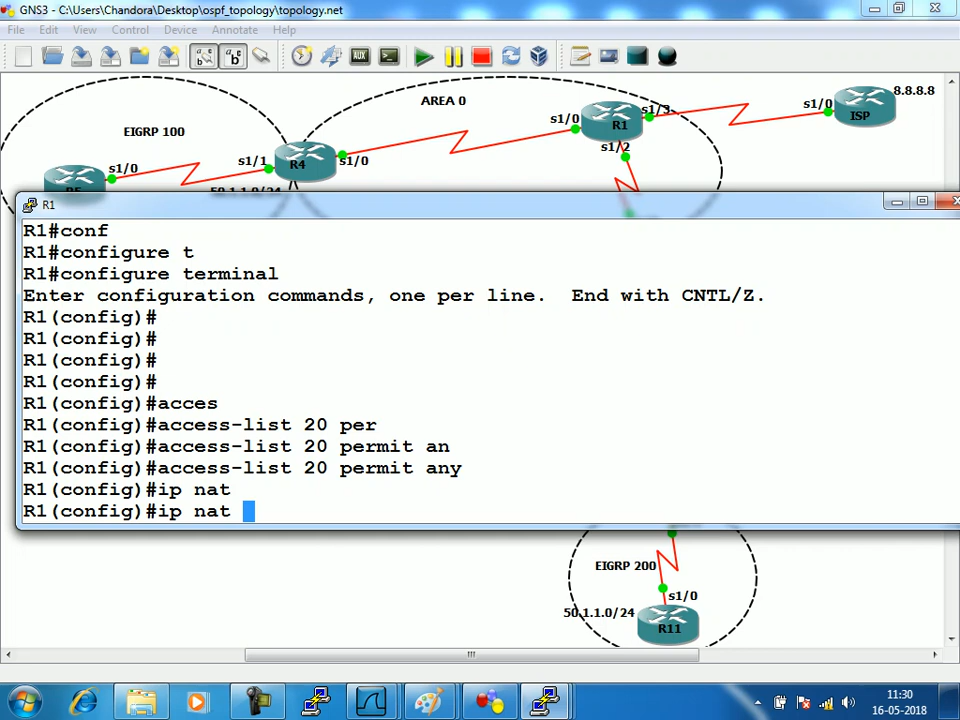 GNS3 - C:\Users\Chandora\Desktop\ospf_topology\topology.net
File Edit View Control Device Annotate Help
AREA 0
8.8.8.8
EIGRP 100
s1/0
R1
s1/3
s1/0
ISP
s1/2
s1/0
s1/1
R4
s1/0
R1
R1#conf
R1#configure t
R1#configure terminal
Enter configuration commands, one per line.  End with CNTL/Z.
R1(config)#
R1(config)#
R1(config)#
R1(config)#
R1(config)#acces
R1(config)#access-list 20 per
R1(config)#access-list 20 permit an
R1(config)#access-list 20 permit any
R1(config)#ip nat
R1(config)#ip nat
EIGRP 200
s1/0
50.1.1.0/24
R11
11:30
16-05-2018